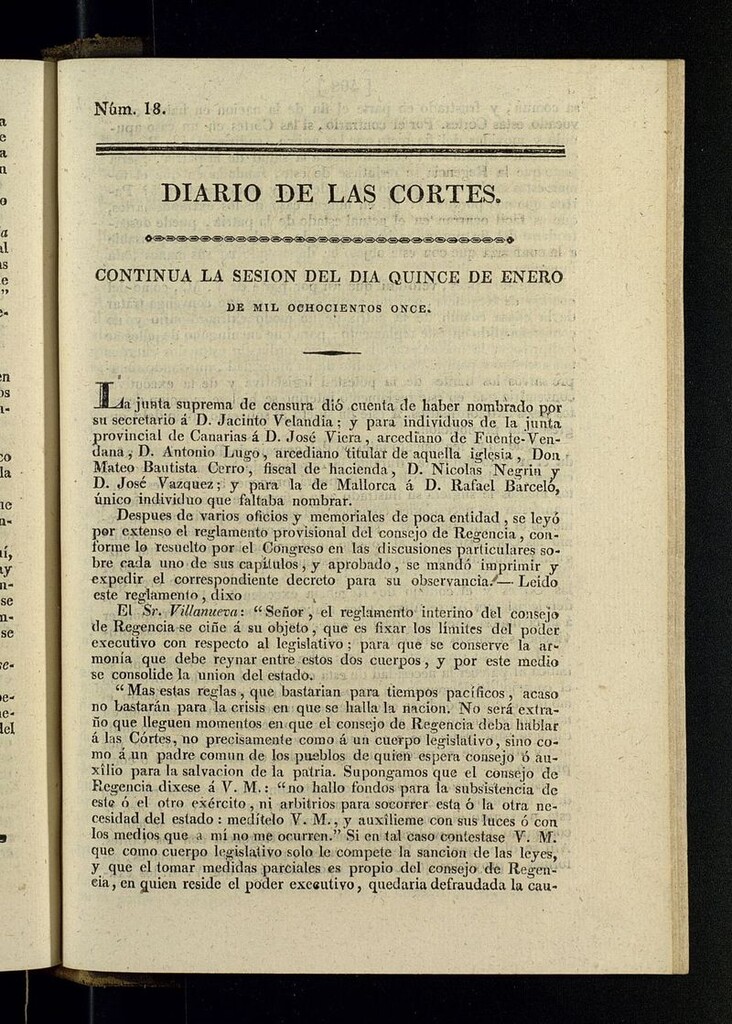 Núm. 18.
DIARIO DE LAS CORTES.
CONTINUA LA SESION DEL DIA QUINCE DE ENERO
DE MIL OCHOCIENTOS ONCE.
La junta suprema de censura dió cuenta de haber nombrado por
su secretario á D. Jacinto Velandia; y para individuos de la junta
provincial de Canarias á D. José Viera, arcediano de Fuente-Ven-
dana, D. Antonio Lugo, arcediano titular de aquella iglesia, Don
Mateo Bautista Cerro, fiscal de hacienda, D. Nicolas Negrin y
D. José Vazquez; y para la de Mallorca á D. Rafael Barceló,
único individuo que faltaba nombrar.
Despues de varios oficios y memoriales de poca entidad, se leyó
por extenso el reglamento provisional del consejo de Regencia, con-
forme lo resuelto por el Congreso en las discusiones particulares so-
bre cada uno de sus capítulos, y aprobado, se mandó imprimir y
expedir el correspondiente decreto para su observancia.— Leido
este reglamento, dixo
El Sr. Villanueva: “Señor, el reglamento interino del consejo
de Regencia se ciñe á su objeto, que es fixar los límites del poder
executivo con respecto al legislativo; para que se conserve la ar-
monía que debe reynar entre estos dos cuerpos, y por este medio
se consolide la union del estado.
“Mas estas reglas, que bastarian para tiempos pacíficos, acaso
no bastarán para la crisis en que se halla la nacion. No será extra-
ño que lleguen momentos en que el consejo de Regencia deba hablar
á las Córtes, no precisamente como á un cuerpo legislativo, sino co-
mo á un padre comun de los pueblos de quien espera consejo ó au-
xîlio para la salvacion de la patria. Supongamos que el consejo de
Regencia dixese á V. M.: “no hallo fondos para la subsistencia de
este ó el otro exército, ni arbitrios para socorrer esta ó la otra ne-
cesidad del estado: medítelo V. M., y auxîlieme con sus luces ó con
los medios que a mí no me ocurren.” Si en tal caso contestase V. M.
que como cuerpo legislativo solo le compete la sancion de las leyes,
y que el tomar medidas parciales es propio del consejo de Regen-
cia, en quien reside el poder executivo, quedaria defraudada la cau-